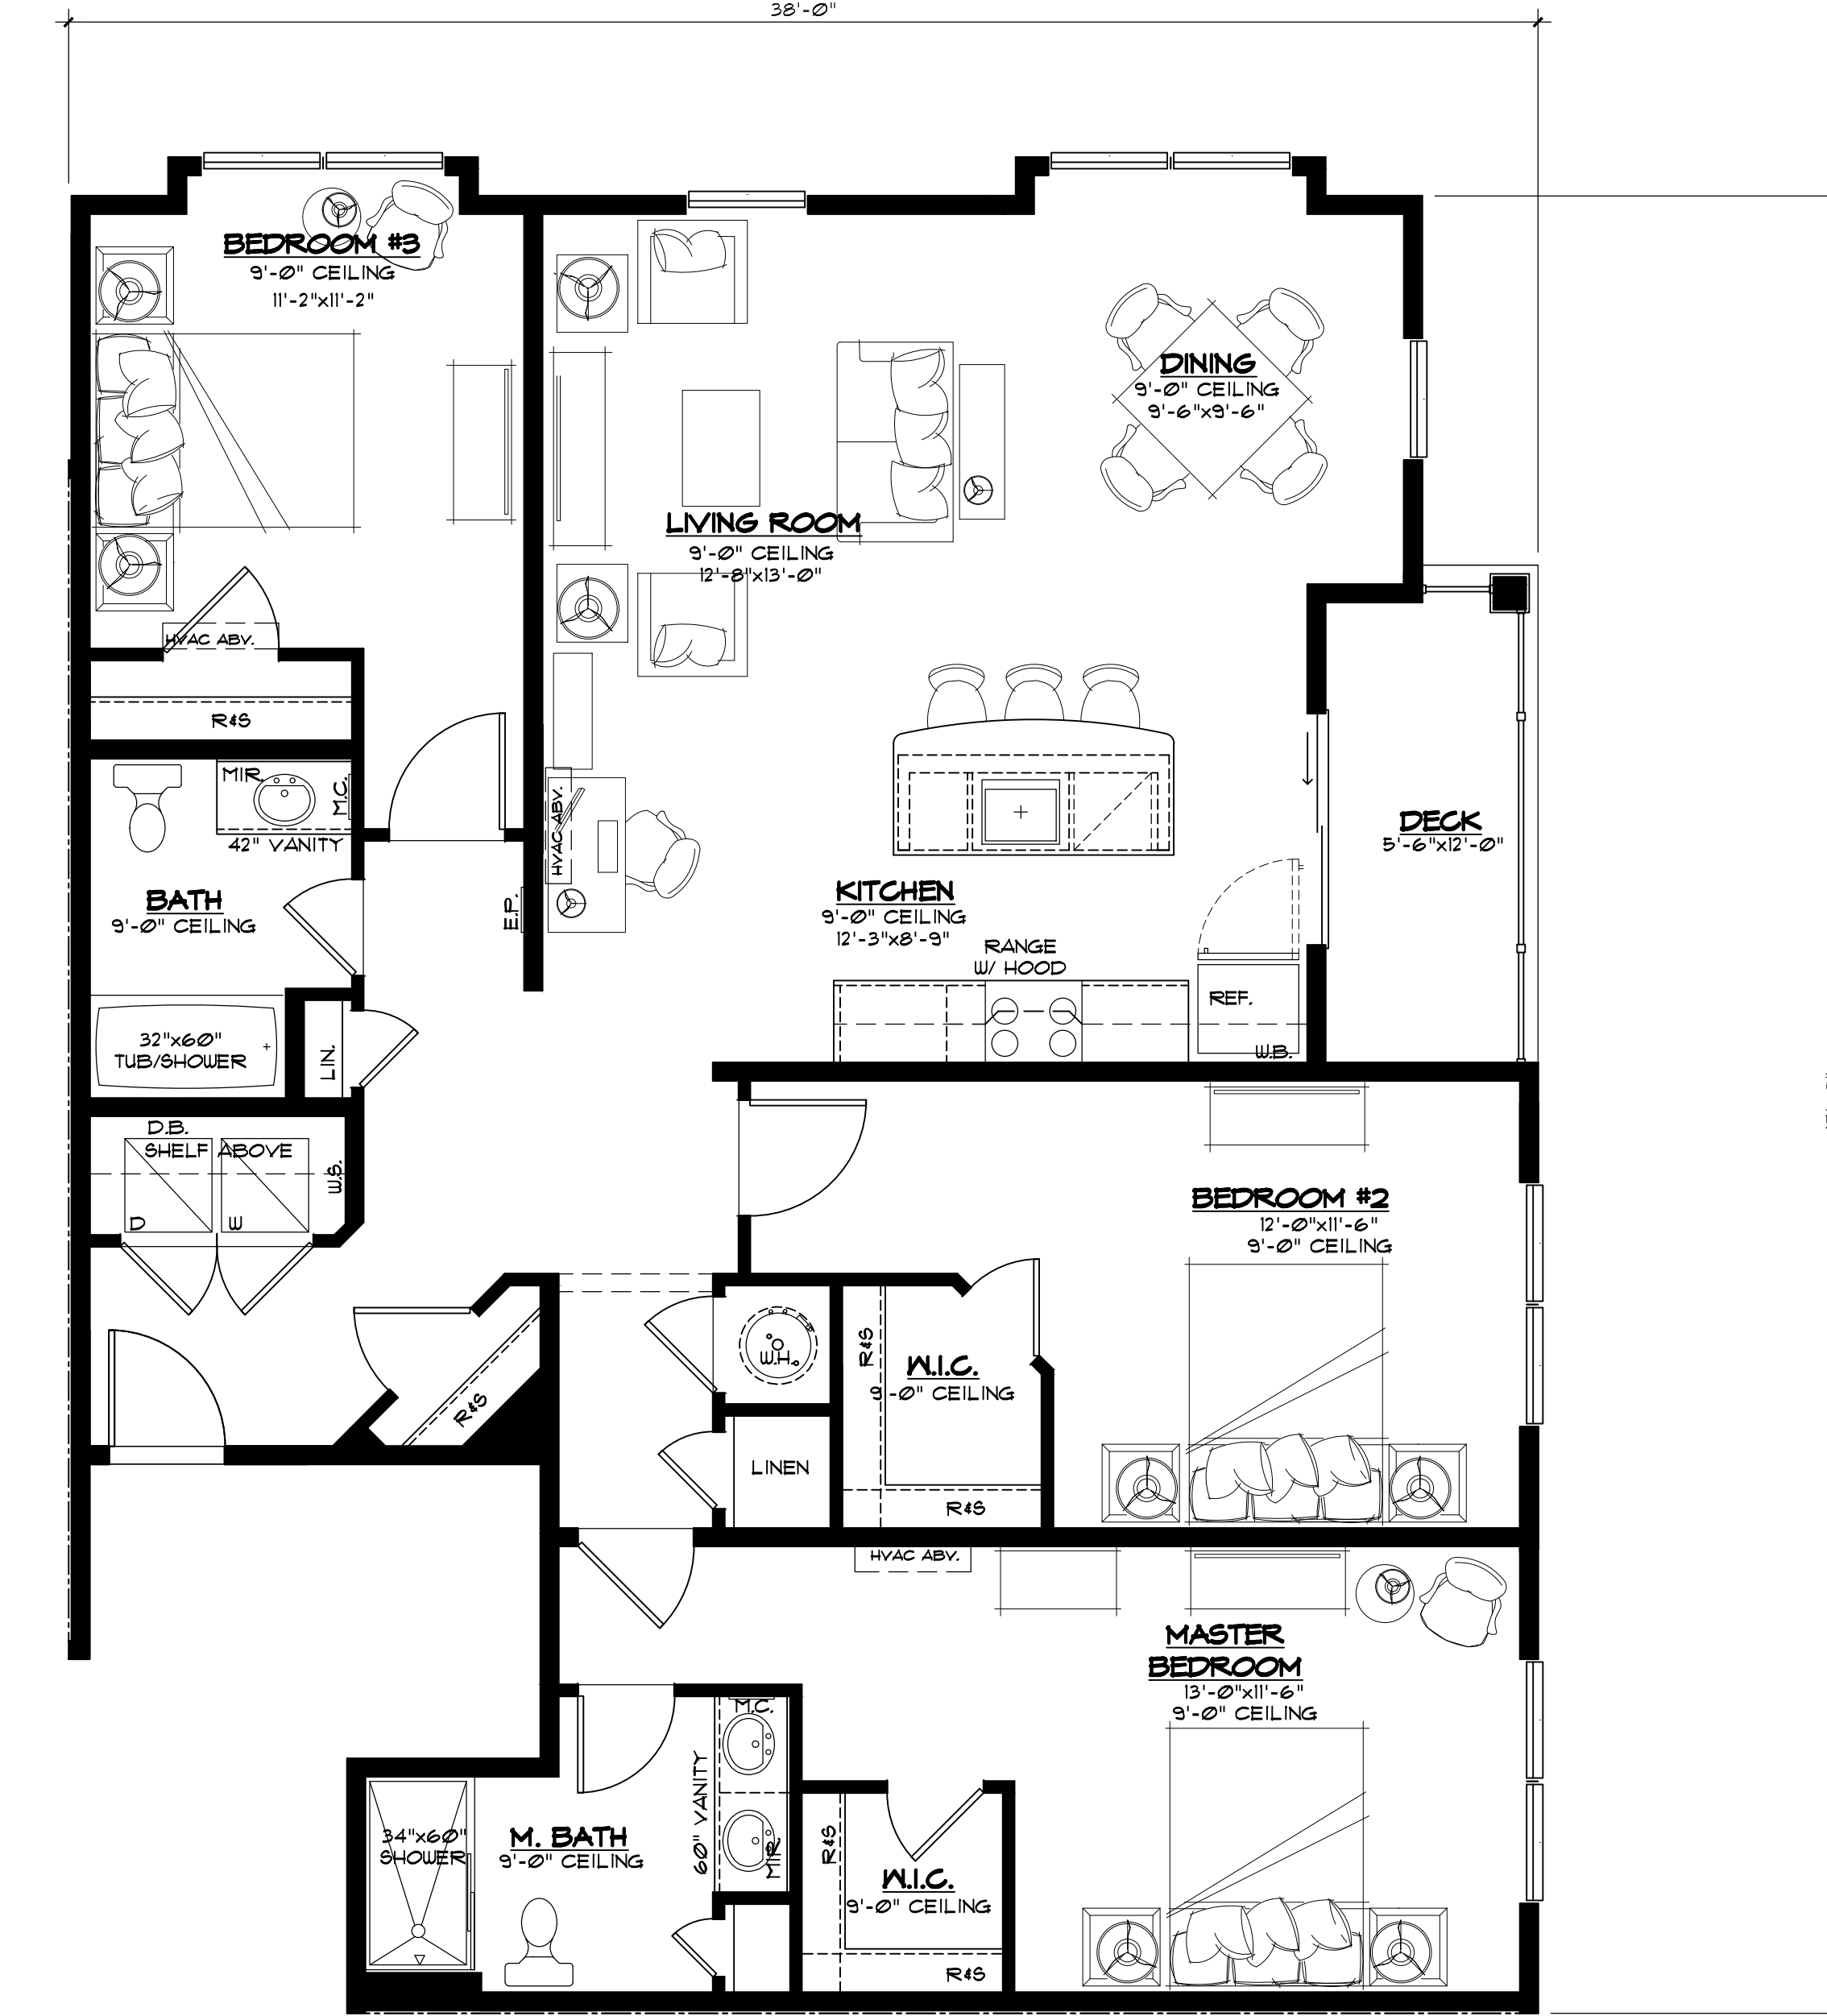 38'-0"
BEDROOM #3
9'-0" CEILING
11'-2"x11'-2"
DINING
9'-0" CEILING
9'-6"x9'-6"
LIVING ROOM
9'-0" CEILING
12'-8"x13'-0"
HVAC ABV.
R&S
MIR.
M.C.
42" VANITY
HVAC ABV.
DECK
5'-6"x12'-0"
BATH
9'-0" CEILING
E.P.
KITCHEN
9'-0" CEILING
12'-3"x8'-9"
RANGE
W/ HOOD
REF.
W.B.
32"x60"
TUB/SHOWER
LIN.
D.B.
SHELF ABOVE
W.S.
D
W
BEDROOM #2
12'-0"x11'-6"
9'-0" CEILING
W.H.
R&S
W.I.C.
9'-0" CEILING
R&S
LINEN
R&S
HVAC ABV.
MASTER
BEDROOM
13'-0"x11'-6"
9'-0" CEILING
M.C.
60" VANITY
MIR.
34"x60"
SHOWER
M. BATH
9'-0" CEILING
R&S
W.I.C.
9'-0" CEILING
R&S